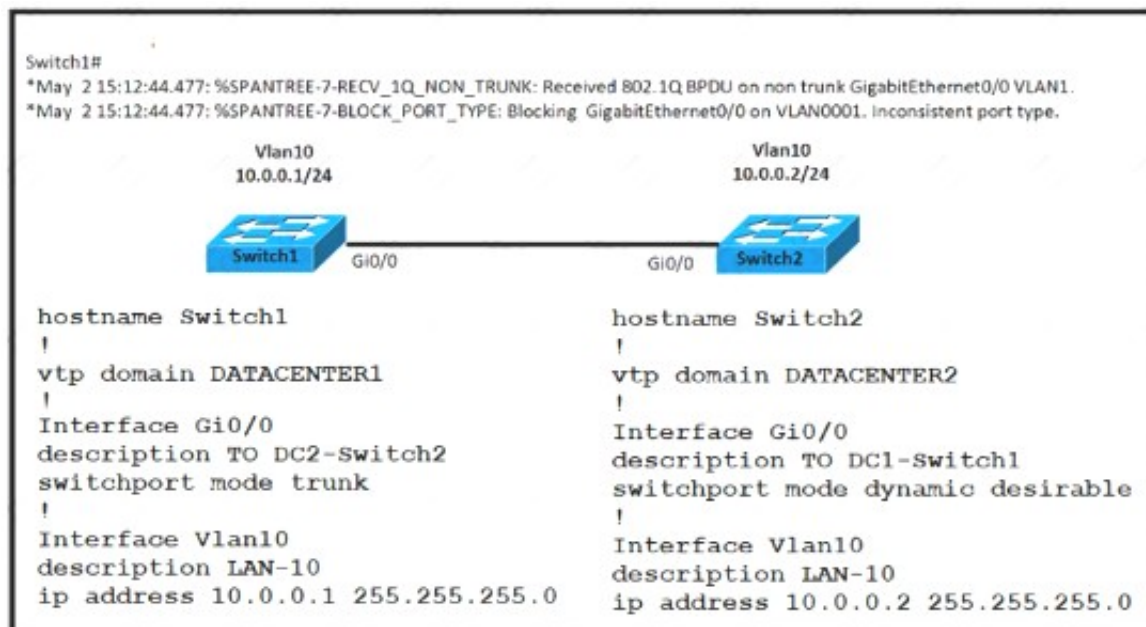 Switch1#
*May 2 15:12:44.477: %SPANTREE-7-RECV_1Q_NON_TRUNK: Received 802.1Q BPDU on non trunk GigabitEthernet0/0 VLAN1.
*May 2 15:12:44.477: %SPANTREE-7-BLOCK_PORT_TYPE: Blocking GigabitEthernet0/0 on VLAN0001. Inconsistent port type.
Vlan10
10.0.0.1/24
Vlan10
10.0.0.2/24
Switch1
Gi0/0
Gi0/0
Switch2
hostname Switch1
!
vtp domain DATACENTER1
!
Interface Gi0/0
description TO DC2-Switch2
switchport mode trunk
!
Interface Vlan10
description LAN-10
ip address 10.0.0.1 255.255.255.0
hostname Switch2
!
vtp domain DATACENTER2
!
Interface Gi0/0
description TO DC1-Switch1
switchport mode dynamic desirable
!
Interface Vlan10
description LAN-10
ip address 10.0.0.2 255.255.255.0